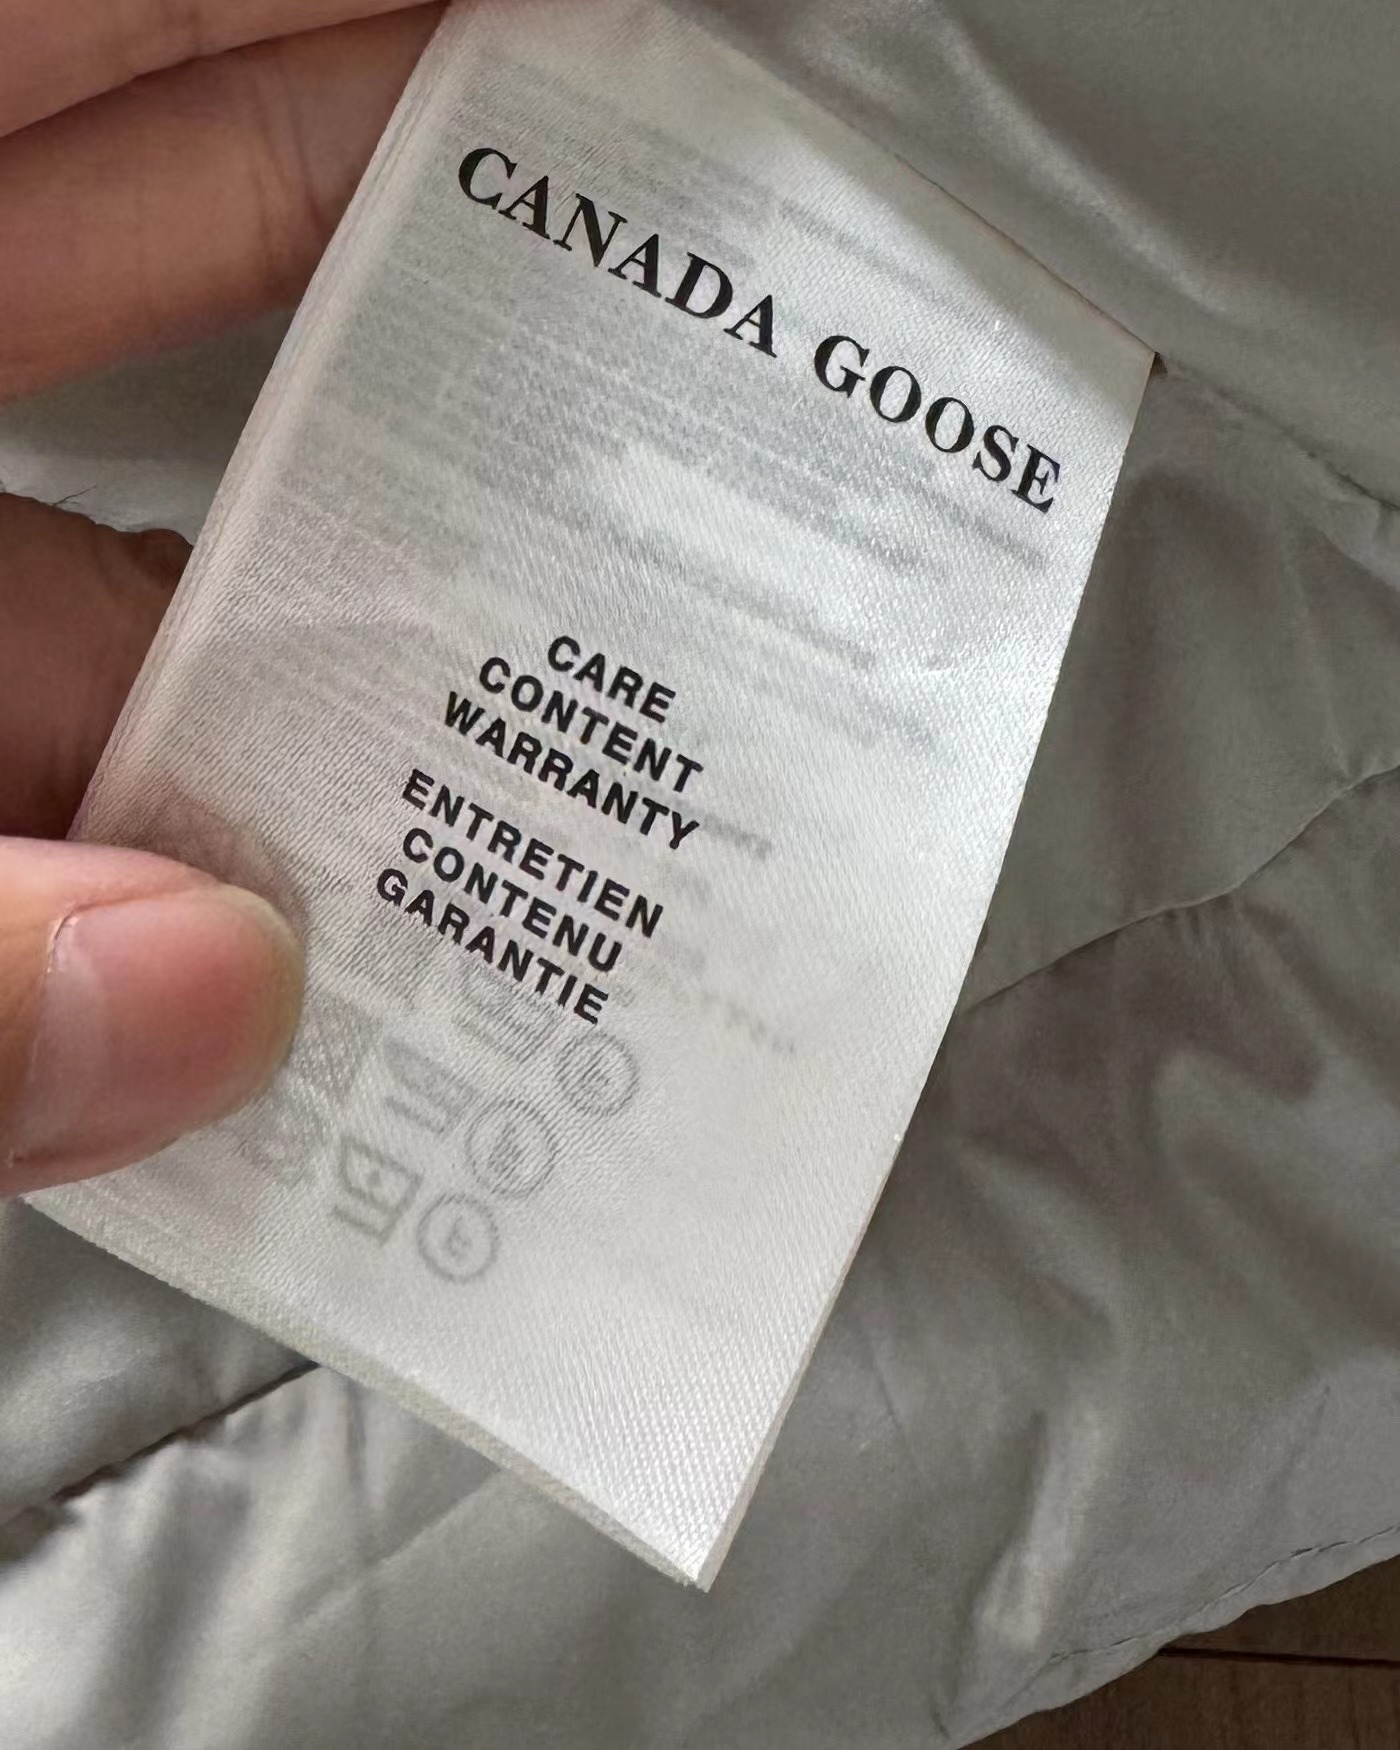 CANADA GOOSE
CARE
CONTENT
WARRANTY
ENTRETIEN
CONTENU
GARANTIE